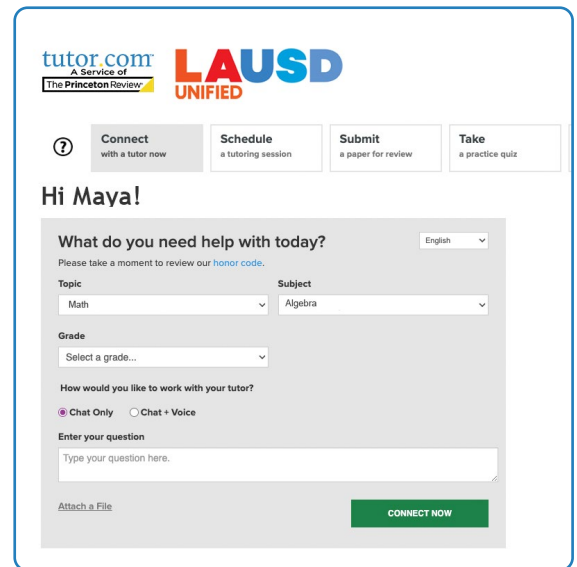 tutor.com
A Service of
The Princeton Review
LAUSD
UNIFIED
?
Connect
with a tutor now
Schedule
a tutoring session
Submit
a paper for review
Take
a practice quiz
Hi Maya!
What do you need help with today?
English
Please take a moment to review our honor code.
Topic
Subject
Math
Algebra
Grade
Select a grade...
How would you like to work with your tutor?
Chat Only Chat + Voice
Enter your question
Type your question here.
Attach a File
CONNECT NOW